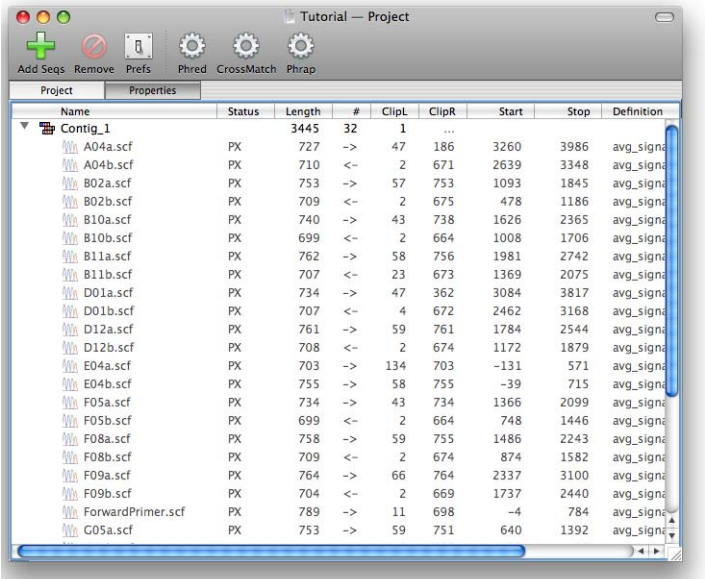 Tutorial — Project
Add Seqs Remove Prefs Phred CrossMatch Phrap
Project Properties
Name Status Length # ClipL ClipR Start Stop Definition
Contig_1 3445 32 1 ...
A04a.scf PX 727 -> 47 186 3260 3986 avg_signa
A04b.scf PX 710 <- 2 671 2639 3348 avg_signa
B02a.scf PX 753 -> 57 753 1093 1845 avg_signa
B02b.scf PX 709 <- 2 675 478 1186 avg_signa
B10a.scf PX 740 -> 43 738 1626 2365 avg_signa
B10b.scf PX 699 <- 2 664 1008 1706 avg_signa
B11a.scf PX 762 -> 58 756 1981 2742 avg_signa
B11b.scf PX 707 <- 23 673 1369 2075 avg_signa
D01a.scf PX 734 -> 47 362 3084 3817 avg_signa
D01b.scf PX 707 <- 4 672 2462 3168 avg_signa
D12a.scf PX 761 -> 59 761 1784 2544 avg_signa
D12b.scf PX 708 <- 2 674 1172 1879 avg_signa
E04a.scf PX 703 -> 134 703 -131 571 avg_signa
E04b.scf PX 755 -> 58 755 -39 715 avg_signa
F05a.scf PX 734 -> 43 734 1366 2099 avg_signa
F05b.scf PX 699 <- 2 664 748 1446 avg_signa
F08a.scf PX 758 -> 59 755 1486 2243 avg_signa
F08b.scf PX 709 <- 2 674 874 1582 avg_signa
F09a.scf PX 764 -> 66 764 2337 3100 avg_signa
F09b.scf PX 704 <- 2 669 1737 2440 avg_signa
ForwardPrimer.scf PX 789 -> 11 698 -4 784 avg_signa
G05a.scf PX 753 -> 59 751 640 1392 avg_signa